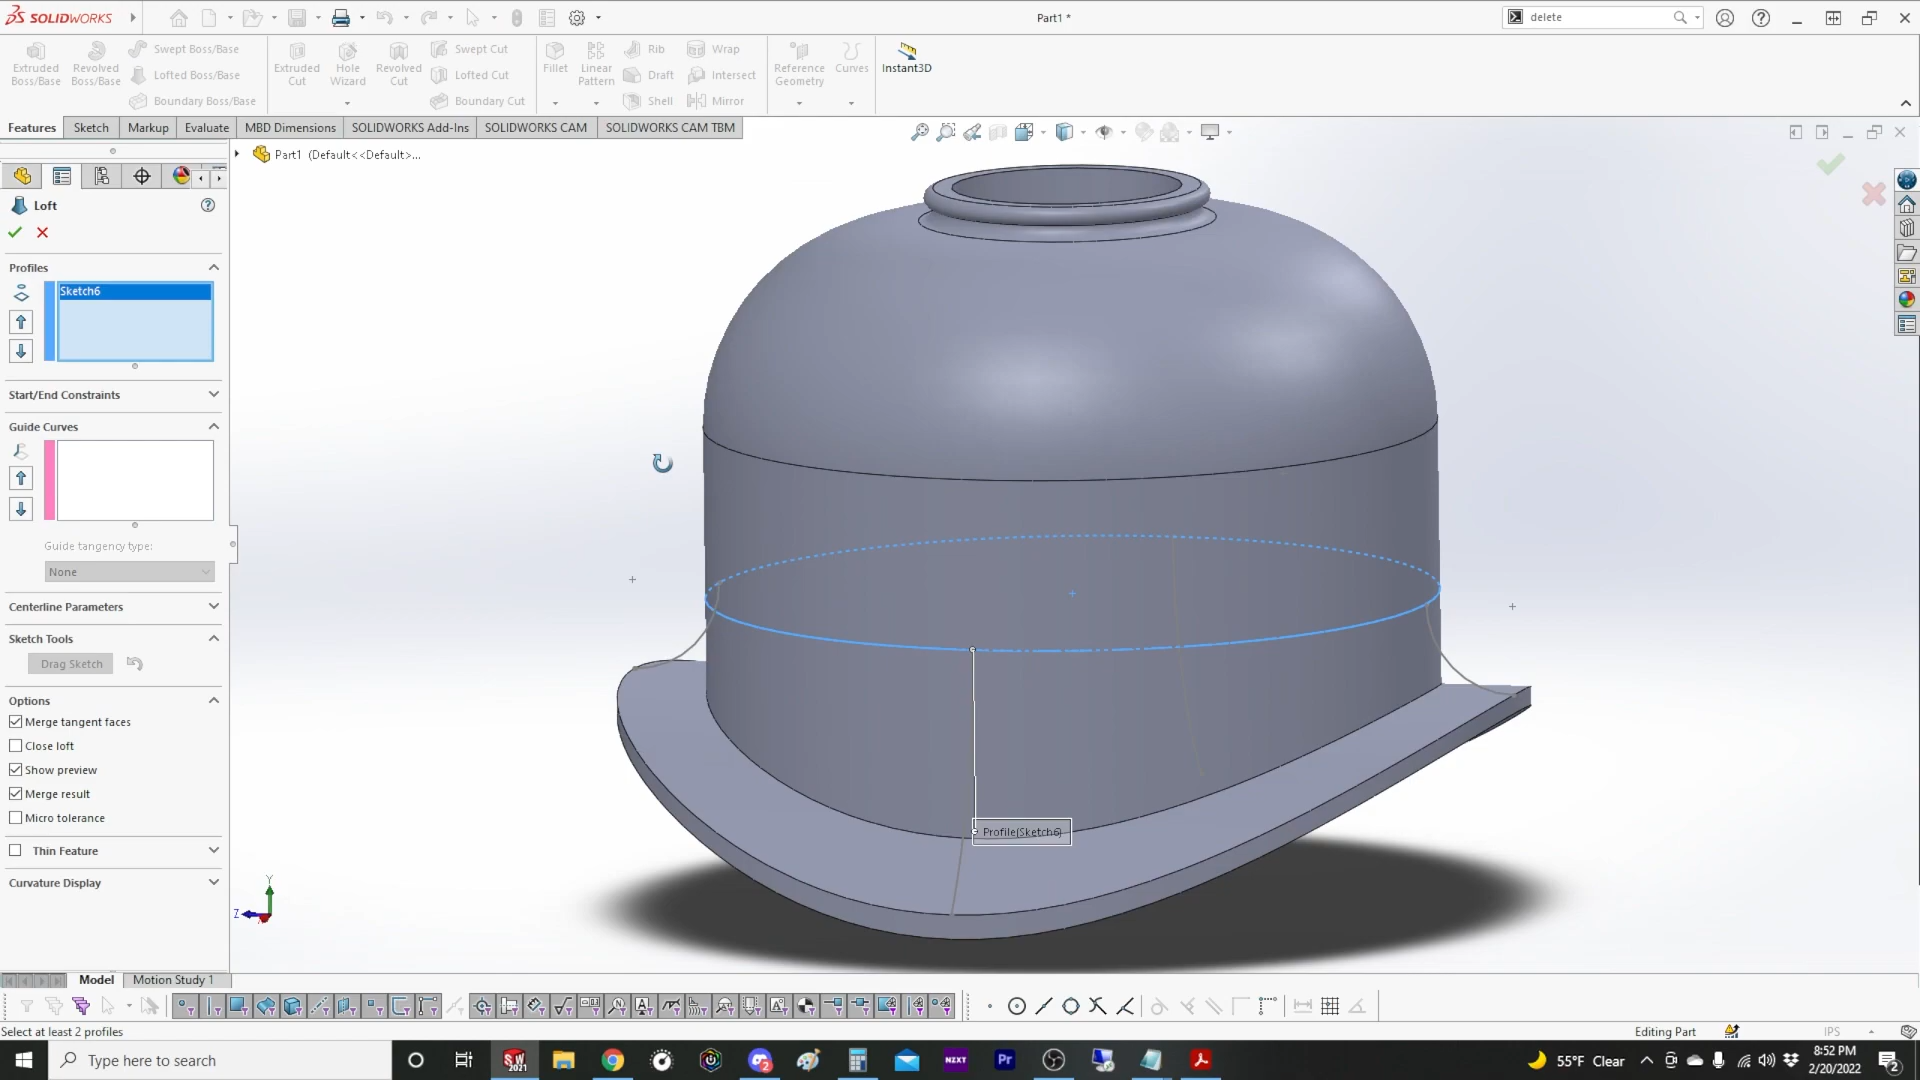 SOLIDWORKS
Part1 *
delete
Extruded Boss/Base
Revolved Boss/Base
Swept Boss/Base
Lofted Boss/Base
Boundary Boss/Base
Extruded Cut
Hole Wizard
Revolved Cut
Swept Cut
Lofted Cut
Boundary Cut
Fillet
Linear Pattern
Rib
Draft
Shell
Wrap
Intersect
Mirror
Reference Geometry
Curves
Instant3D
Features
Sketch
Markup
Evaluate
MBD Dimensions
SOLIDWORKS Add-Ins
SOLIDWORKS CAM
SOLIDWORKS CAM TBM
Part1 (Default<<Default>...
Loft
Profiles
Sketch6
Start/End Constraints
Guide Curves
Guide tangency type:
None
Centerline Parameters
Sketch Tools
Drag Sketch
Options
Merge tangent faces
Close loft
Show preview
Merge result
Micro tolerance
Thin Feature
Curvature Display
Profile(Sketch6)
Y
Z
Model
Motion Study 1
Select at least 2 profiles
Editing Part
IPS
Type here to search
SW
2021
2
NZXT
Pr
55°F Clear
8:52 PM
2/20/2022
2